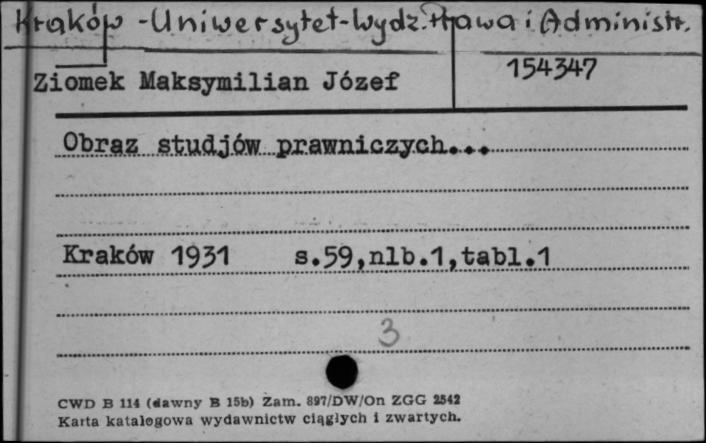 Kraków - Uniwersytet - Wydz. Prawa i Administr.
154347
Ziomek Maksymilian Józef
Obraz studjów prawniczych...
Kraków 1931 s.59,nlb.1,tabl.1
3
CWD B 114 (dawny B 15b) Zam. 897/DW/On ZGG 2542
Karta katalogowa wydawnictw ciągłych i zwartych.